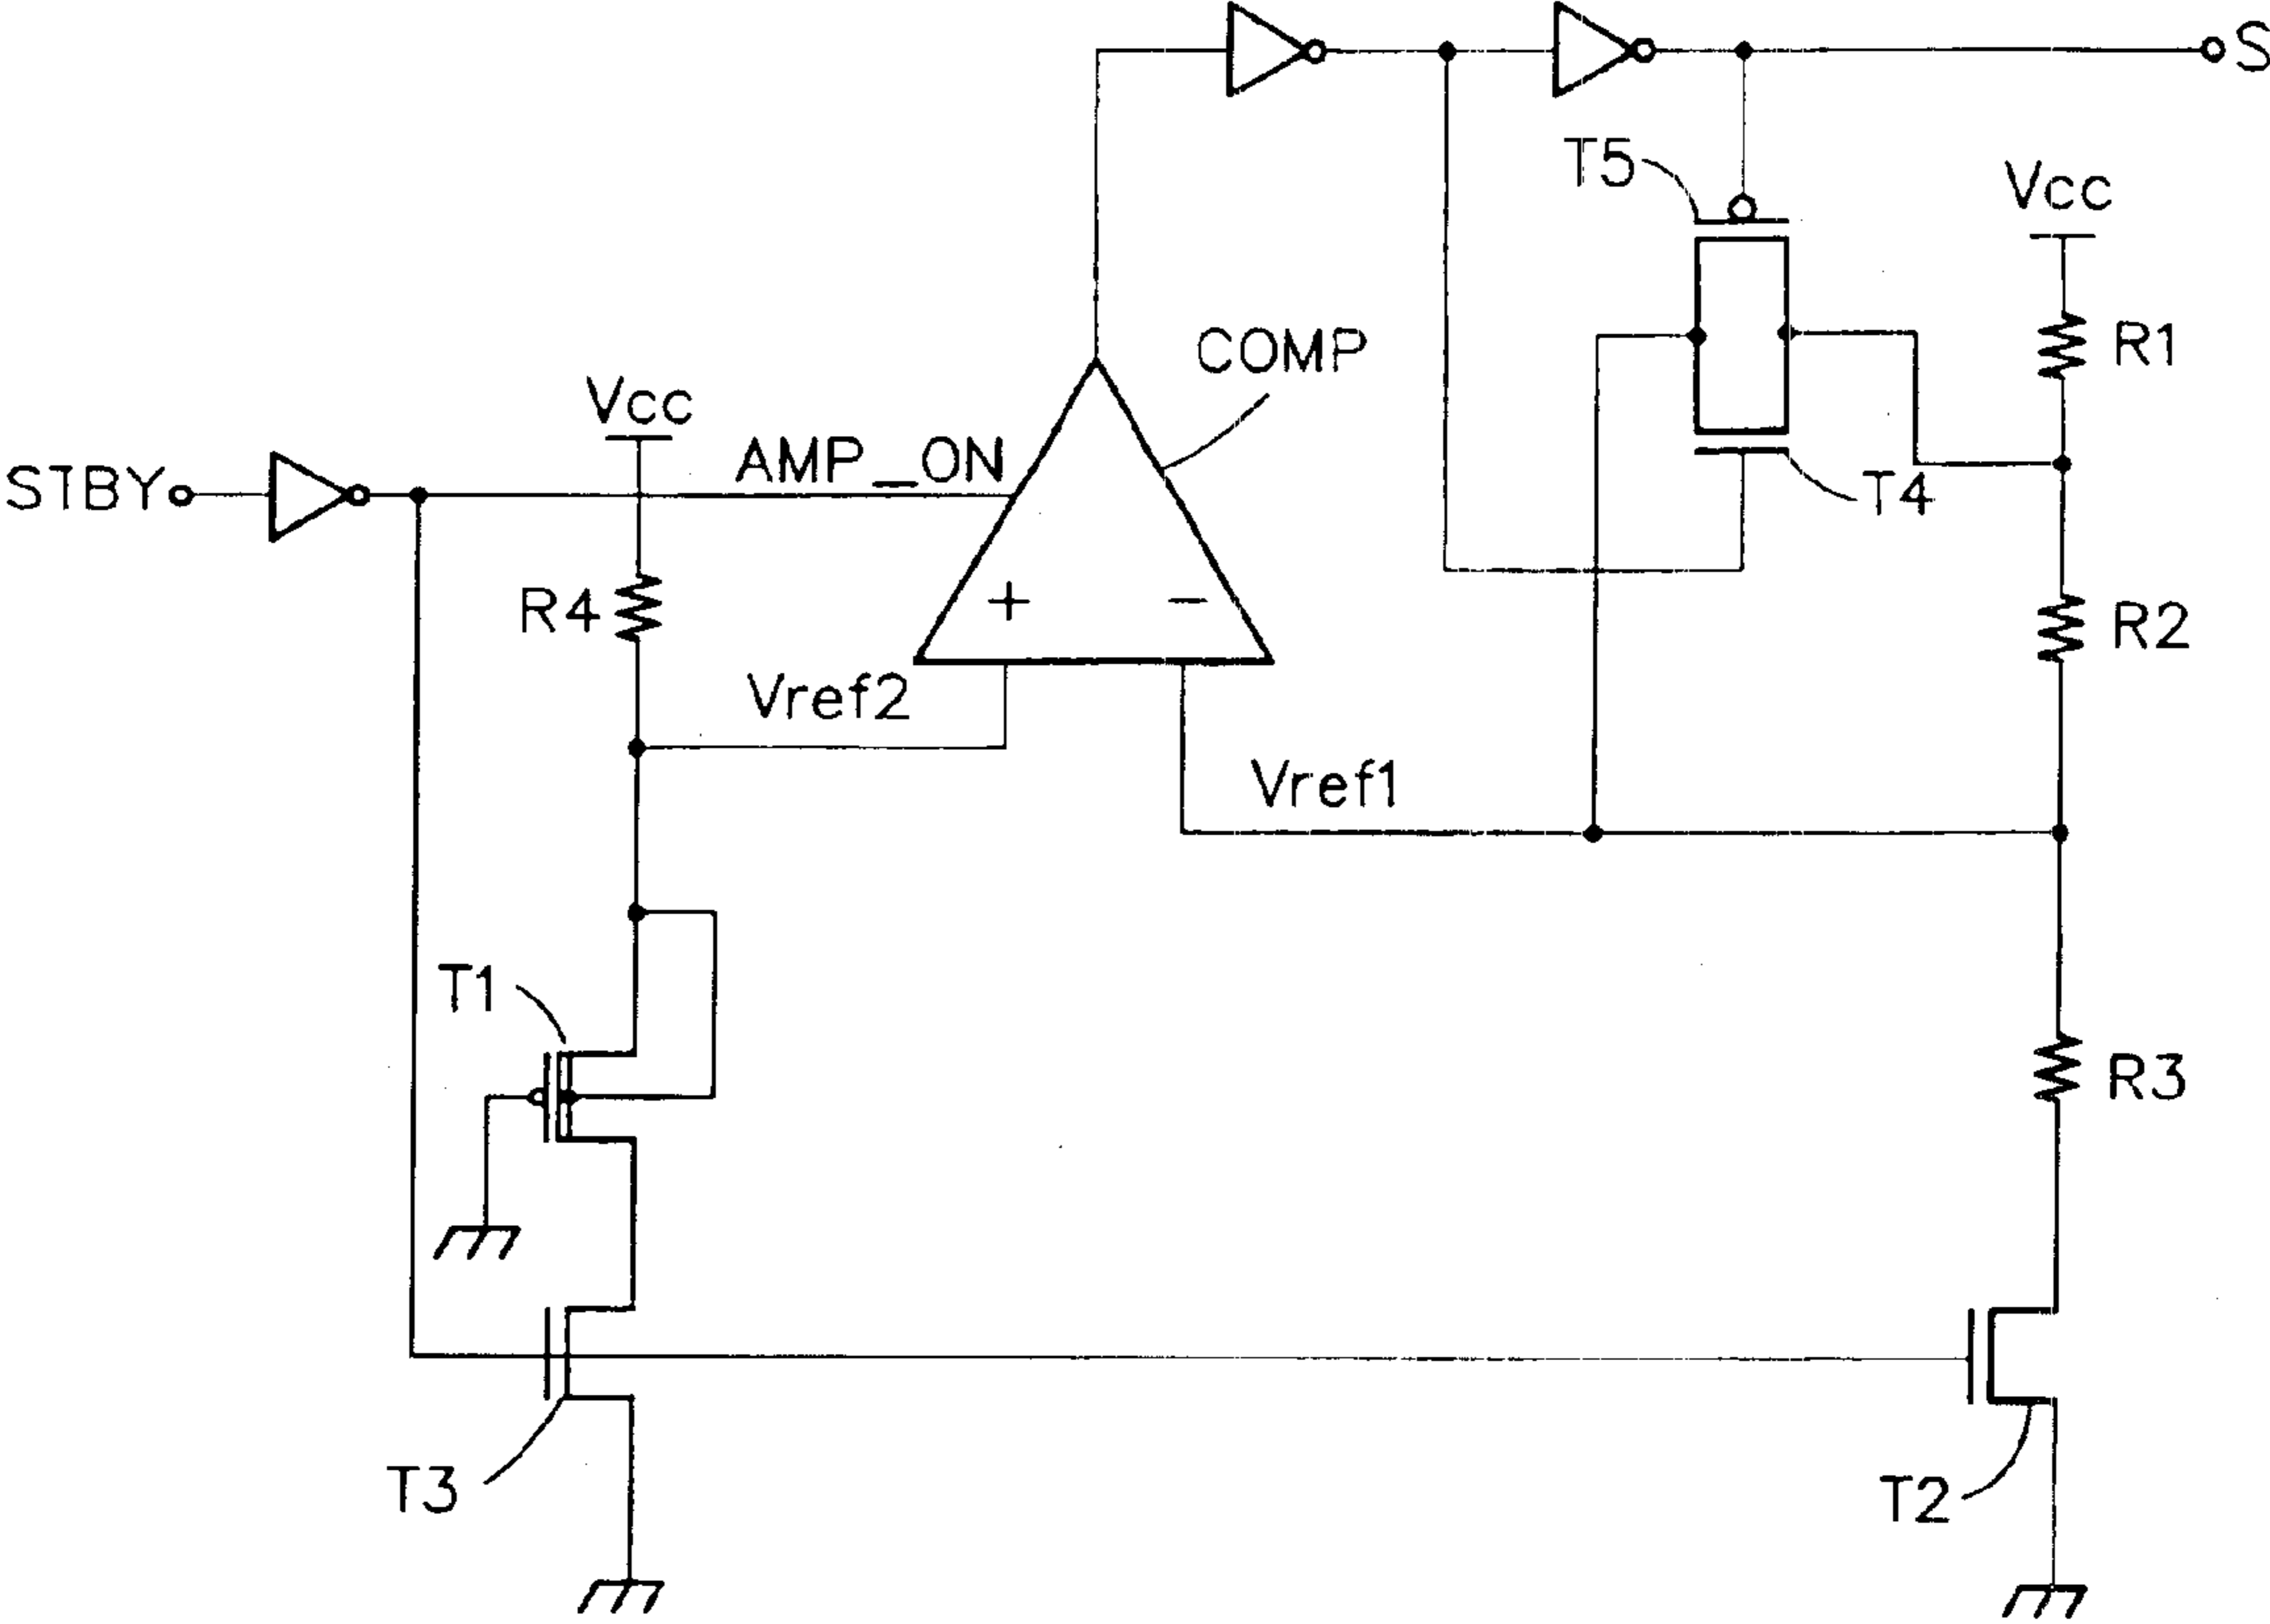 S
T5
Vcc
R1
COMP
Vcc
AMP_ON
STBY
T4
R4
+
−
R2
Vref2
Vref1
T1
R3
T3
T2